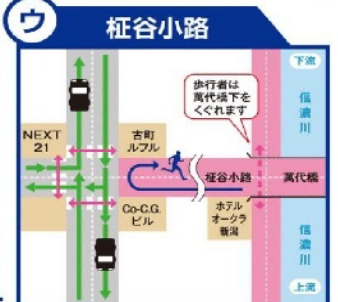 ウ
柾谷小路
下流
歩行者は
萬代橋下を
くぐれます
信濃川
NEXT
21
古町
ルフル
柾谷小路
萬代橋
Co-C.G.
ビル
ホテル
オークラ
新潟
信濃川
上流